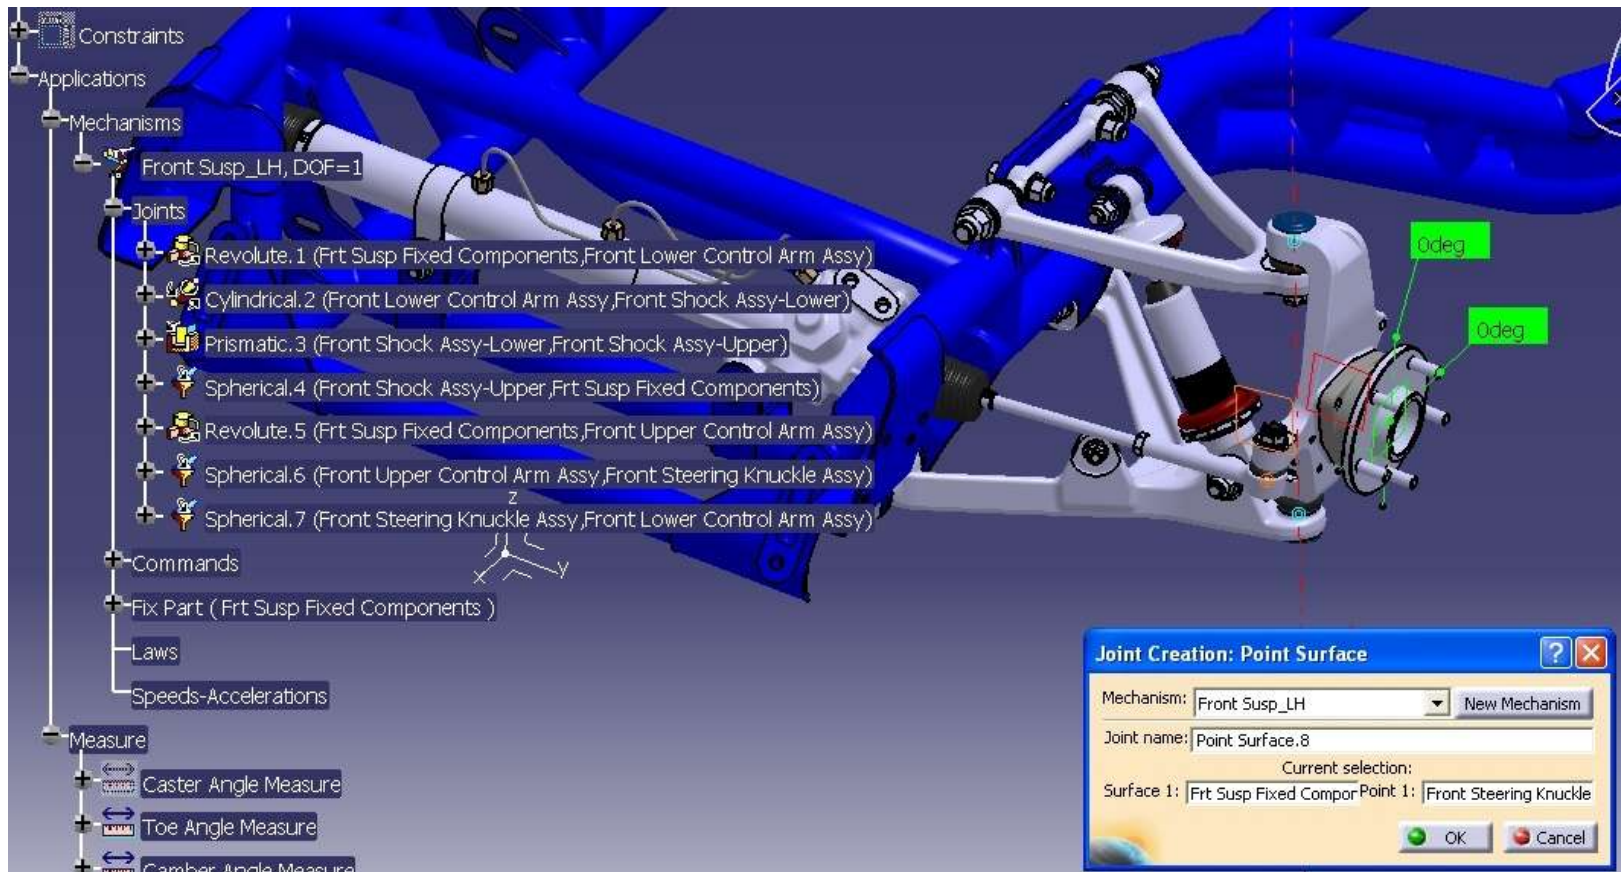 Constraints
Applications
Mechanisms
Front Susp_LH, DOF=1
Joints
Revolute.1 (Frt Susp Fixed Components,Front Lower Control Arm Assy)
Cylindrical.2 (Front Lower Control Arm Assy,Front Shock Assy-Lower)
Prismatic.3 (Front Shock Assy-Lower,Front Shock Assy-Upper)
Spherical.4 (Front Shock Assy-Upper,Frt Susp Fixed Components)
Revolute.5 (Frt Susp Fixed Components,Front Upper Control Arm Assy)
Spherical.6 (Front Upper Control Arm Assy,Front Steering Knuckle Assy)
Spherical.7 (Front Steering Knuckle Assy,Front Lower Control Arm Assy)
Commands
Fix Part ( Frt Susp Fixed Components )
Laws
Speeds-Accelerations
Measure
Caster Angle Measure
Toe Angle Measure
Camber Angle Measure
z
x
y
0deg
0deg
Joint Creation: Point Surface
Mechanism: Front Susp_LH New Mechanism
Joint name: Point Surface.8
Current selection:
Surface 1: Frt Susp Fixed Compor Point 1: Front Steering Knuckle
OK Cancel